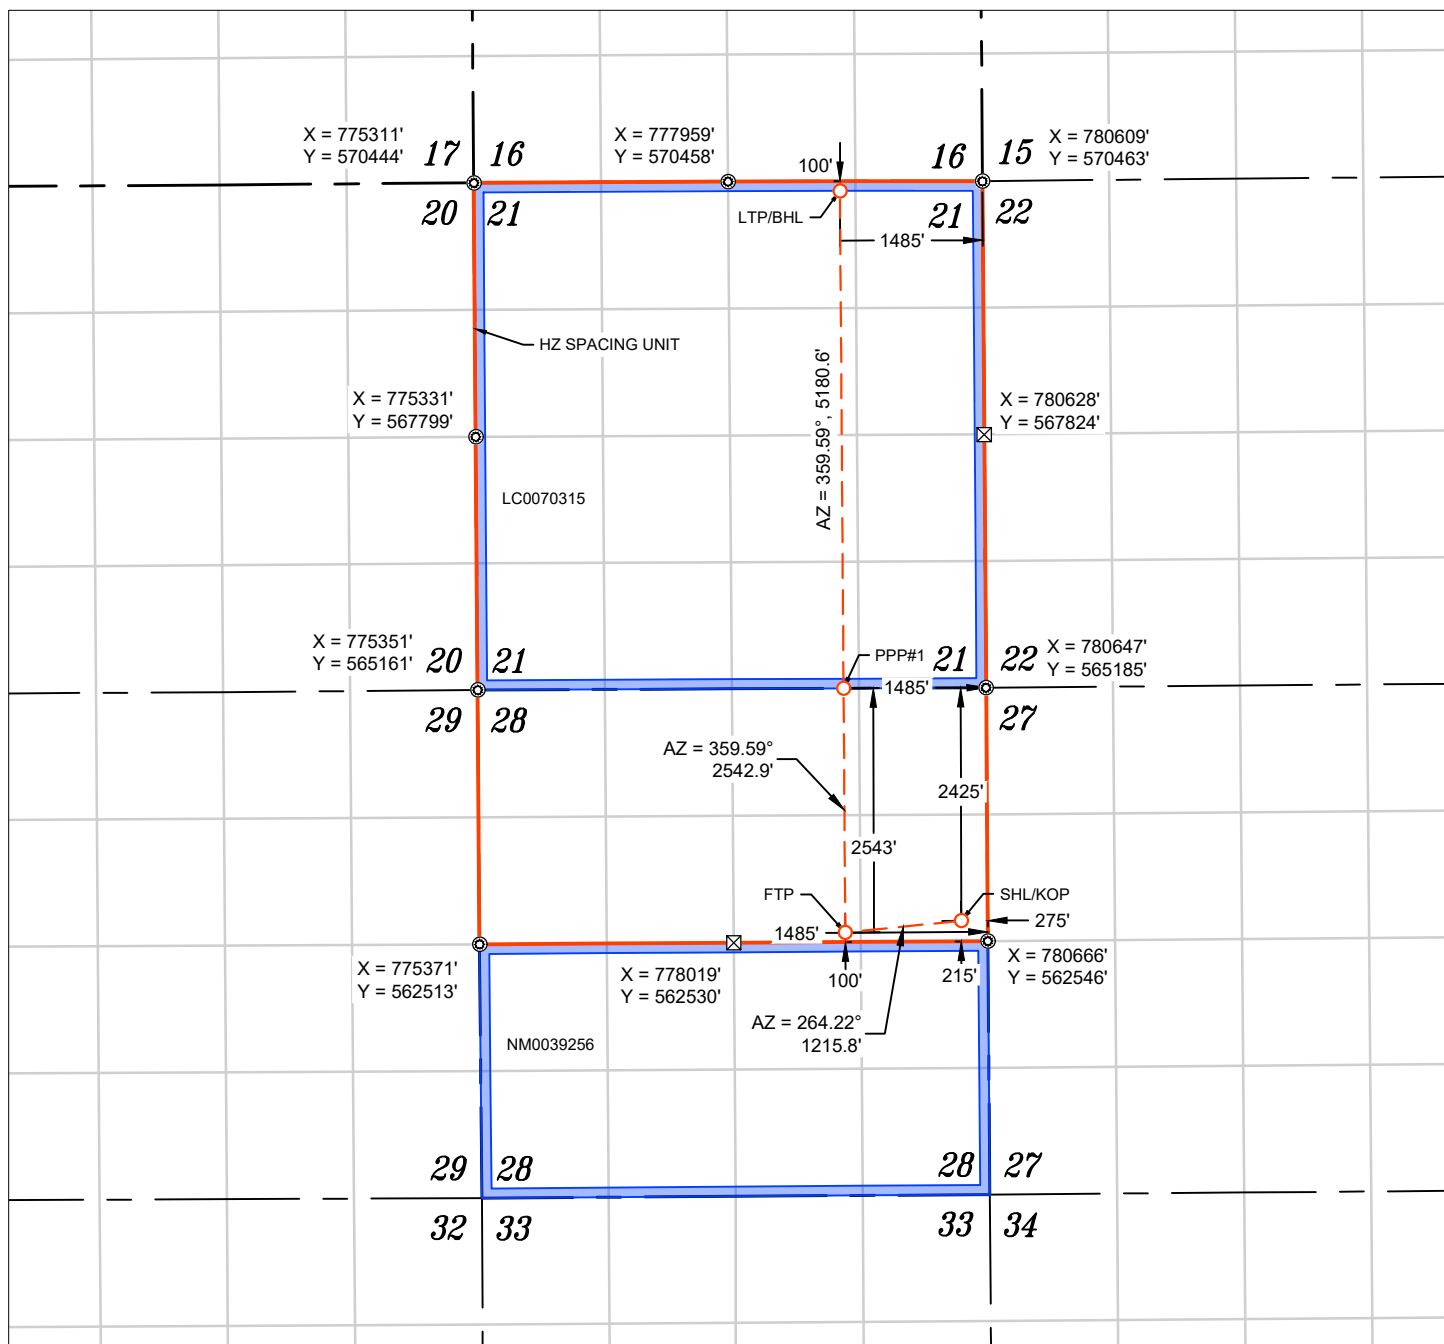 X = 775311'
Y = 570444'
X = 777959'
Y = 570458'
X = 780609'
Y = 570463'
17 16
16 15
100'
20 21
21 22
LTP/BHL
1485'
HZ SPACING UNIT
AZ = 359.59°, 5180.6'
X = 775331'
Y = 567799'
X = 780628'
Y = 567824'
LC0070315
X = 775351'
Y = 565161'
20 21
PPP#1
21 22
X = 780647'
Y = 565185'
1485'
29 28
27
AZ = 359.59°
2542.9'
2425'
2543'
FTP
SHL/KOP
275'
1485'
X = 775371'
Y = 562513'
X = 778019'
Y = 562530'
100'
215'
X = 780666'
Y = 562546'
AZ = 264.22°
1215.8'
NM0039256
29 28
28 27
32 33
33 34